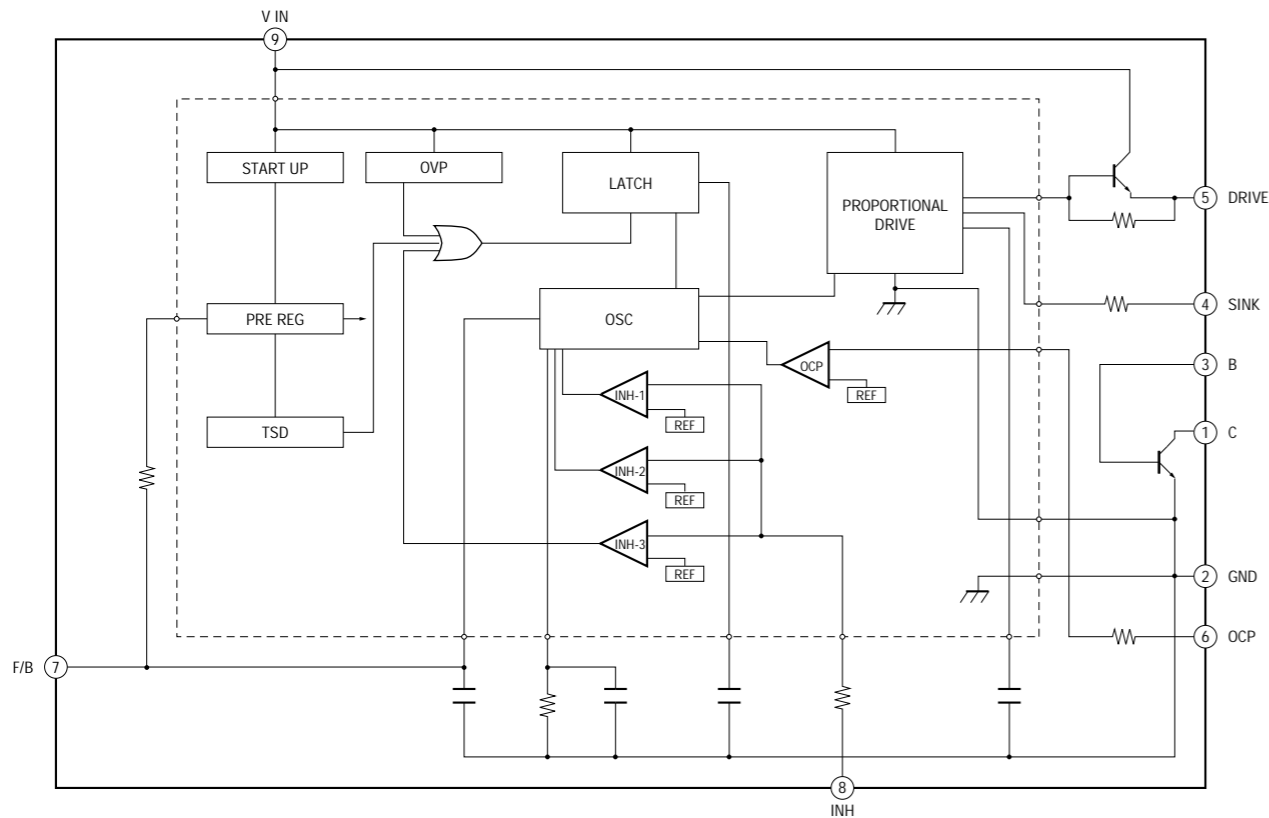 V IN
9
START UP
OVP
LATCH
PROPORTIONAL
DRIVE
5 DRIVE
PRE REG
OSC
4 SINK
OCP
REF
3 B
INH-1
REF
TSD
1 C
INH-2
REF
INH-3
REF
2 GND
6 OCP
F/B 7
8
INH